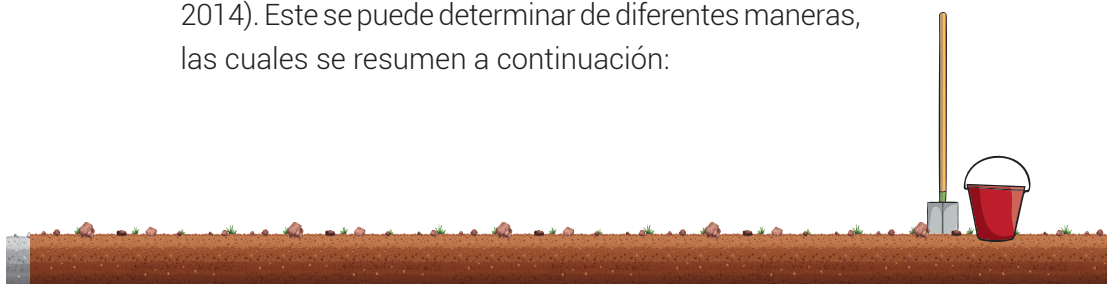 2014). Este se puede determinar de diferentes maneras,
las cuales se resumen a continuación: